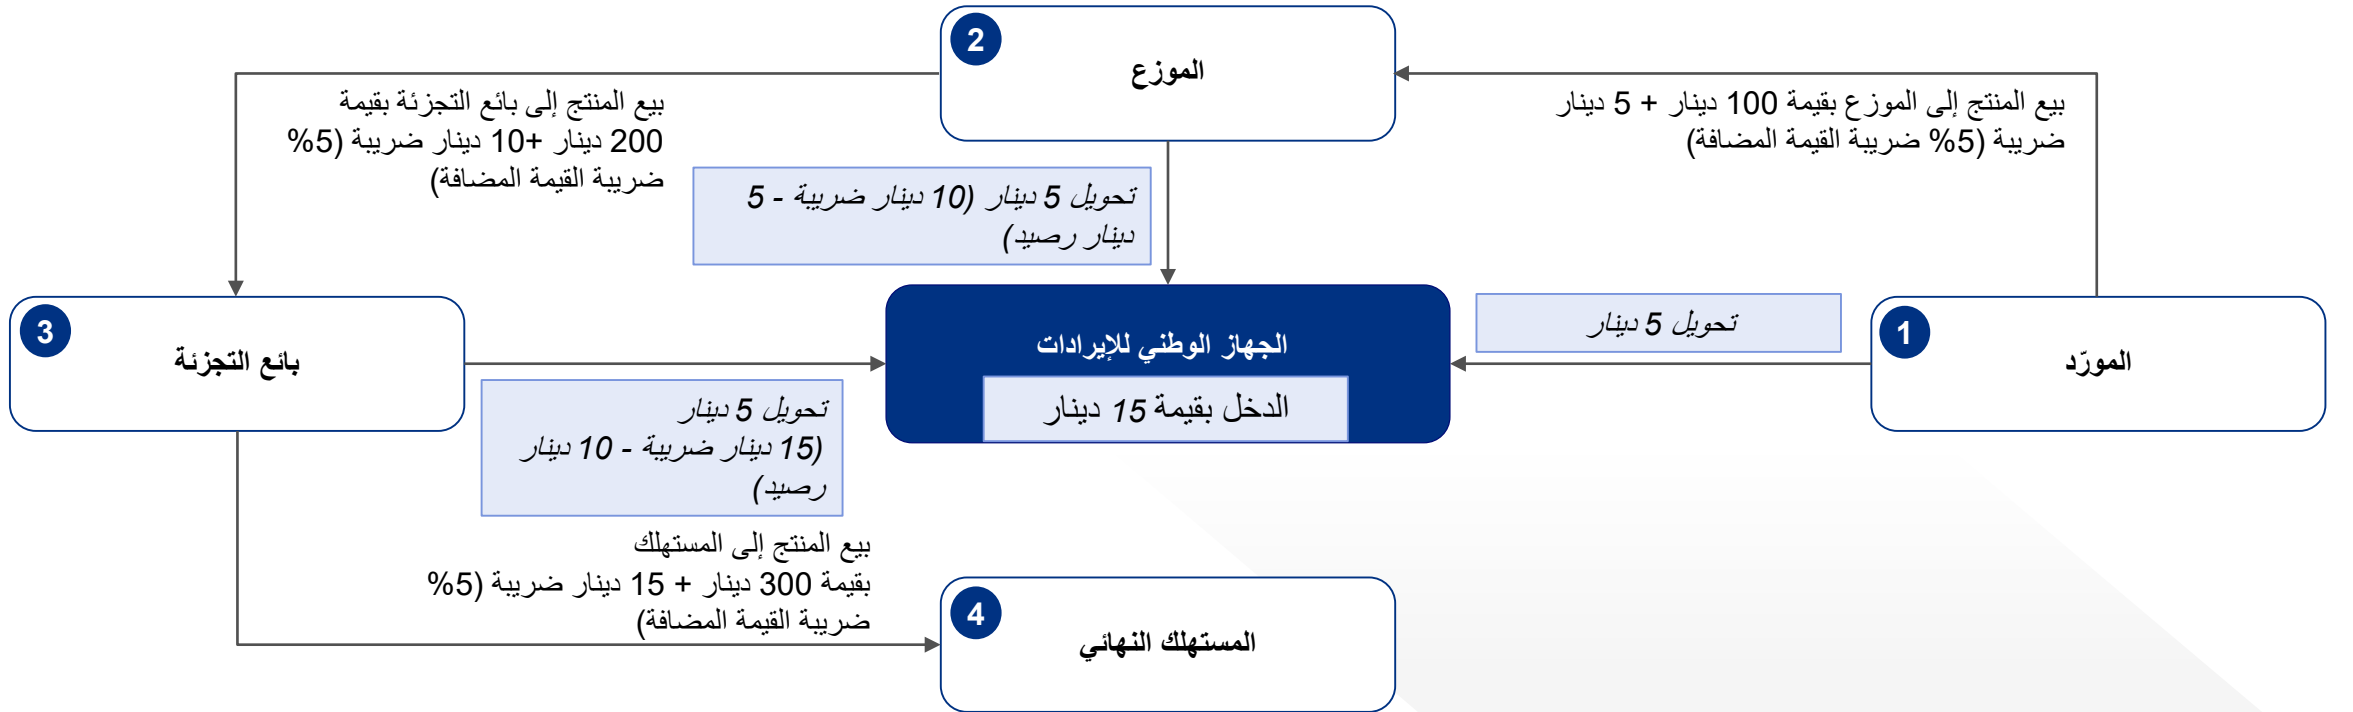 1
المورّد
بيع المنتج إلى الموزع بقيمة 100 دينار + 5 دينار
ضريبة (5% ضريبة القيمة المضافة)
تحويل 5 دينار
2
الموزع
بيع المنتج إلى بائع التجزئة بقيمة
200 دينار +10 دينار ضريبة (5%
ضريبة القيمة المضافة)
تحويل 5 دينار (10 دينار ضريبة - 5
دينار رصيد)
الجهاز الوطني للإيرادات
الدخل بقيمة 15 دينار
3
بائع التجزئة
تحويل 5 دينار
(15 دينار ضريبة - 10 دينار
رصيد)
بيع المنتج إلى المستهلك
بقيمة 300 دينار + 15 دينار ضريبة (5%
ضريبة القيمة المضافة)
4
المستهلك النهائي